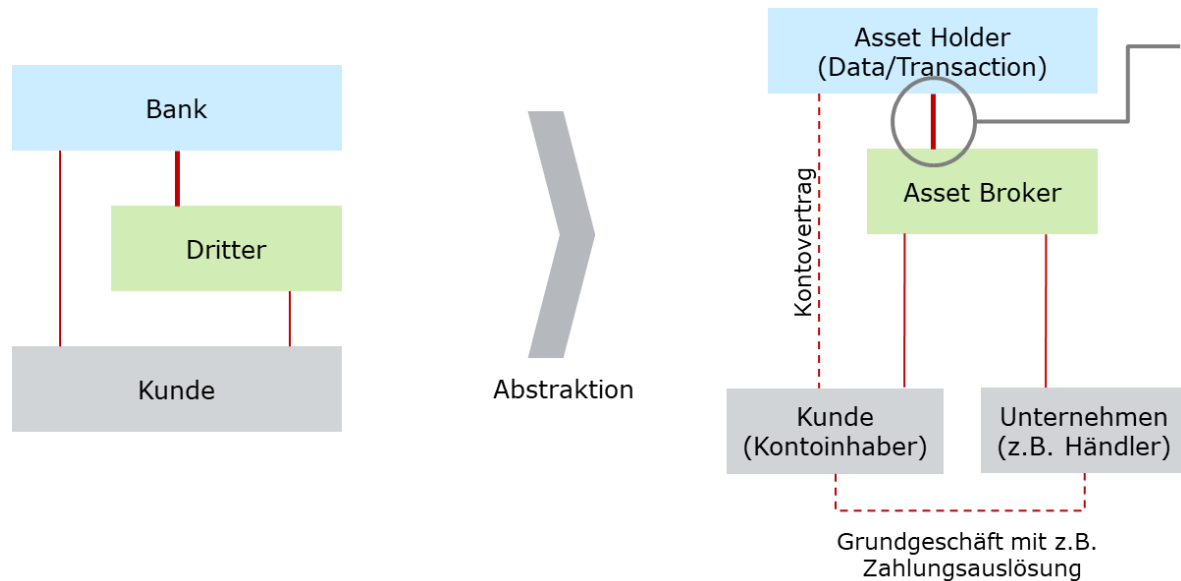 Bank
Dritter
Kunde
Abstraktion
Asset Holder
(Data/Transaction)
Asset Broker
Kontovertrag
Kunde
(Kontoinhaber)
Unternehmen
(z.B. Händler)
Grundgeschäft mit z.B.
Zahlungsauslösung